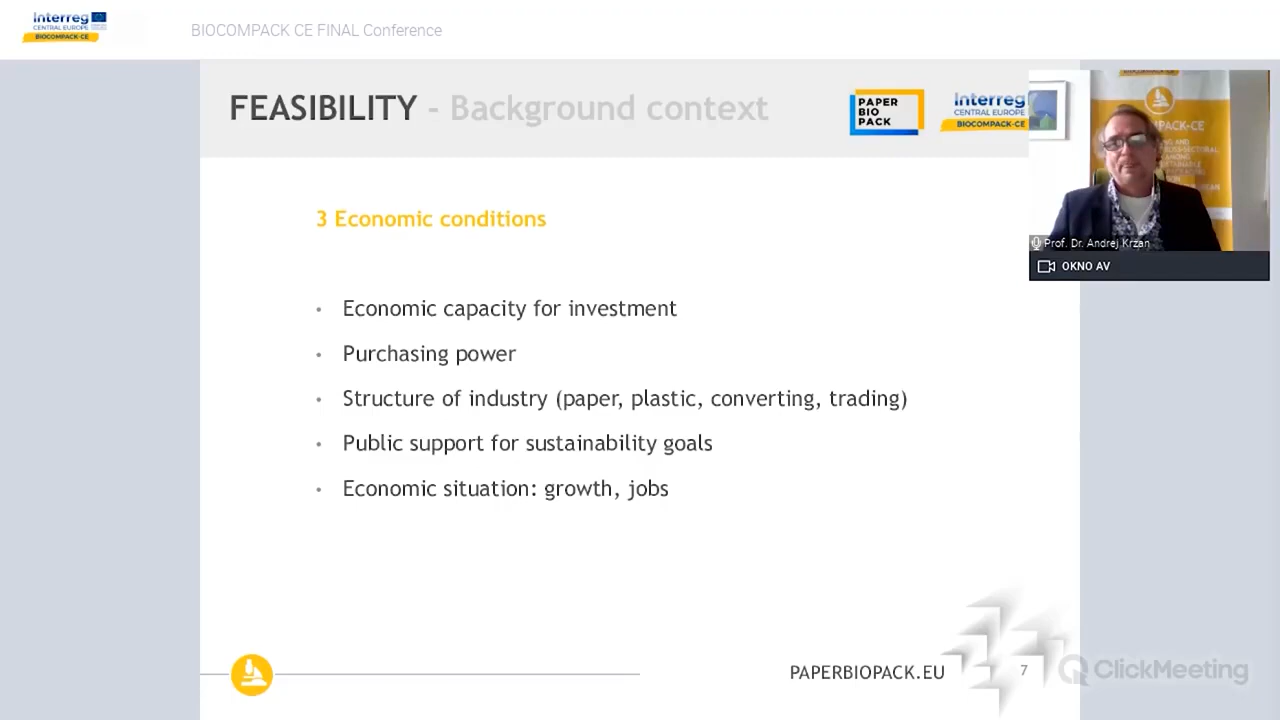 Interreg
CENTRAL EUROPE
BIOCOMPACK-CE
BIOCOMPACK CE FINAL Conference
FEASIBILITY - Background context
PAPER
BIO
PACK
Interreg
CENTRAL EUROPE
BIOCOMPACK-CE
MPACK-CE
Prof. Dr. Andrej Krzan
OKNO AV
3 Economic conditions
• Economic capacity for investment
• Purchasing power
• Structure of industry (paper, plastic, converting, trading)
• Public support for sustainability goals
• Economic situation: growth, jobs
PAPERBIOPACK.EU
7
ClickMeeting